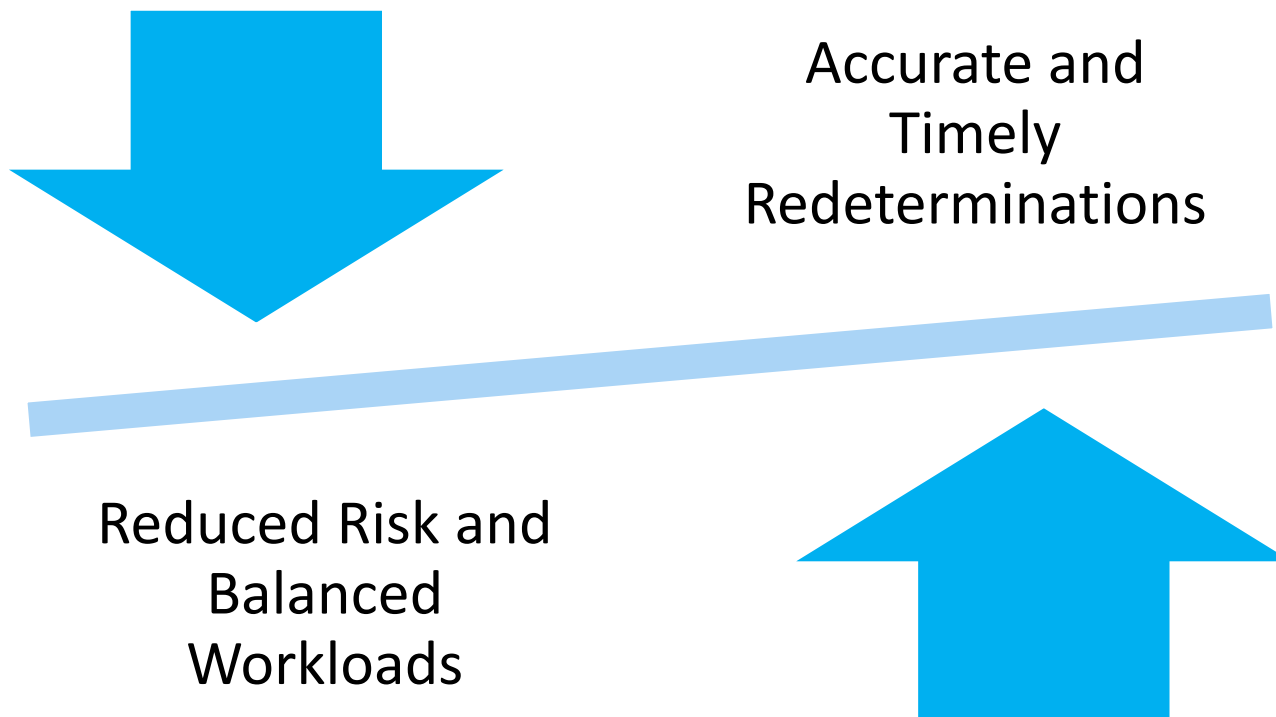 Accurate and
Timely
Redeterminations
Reduced Risk and
Balanced
Workloads